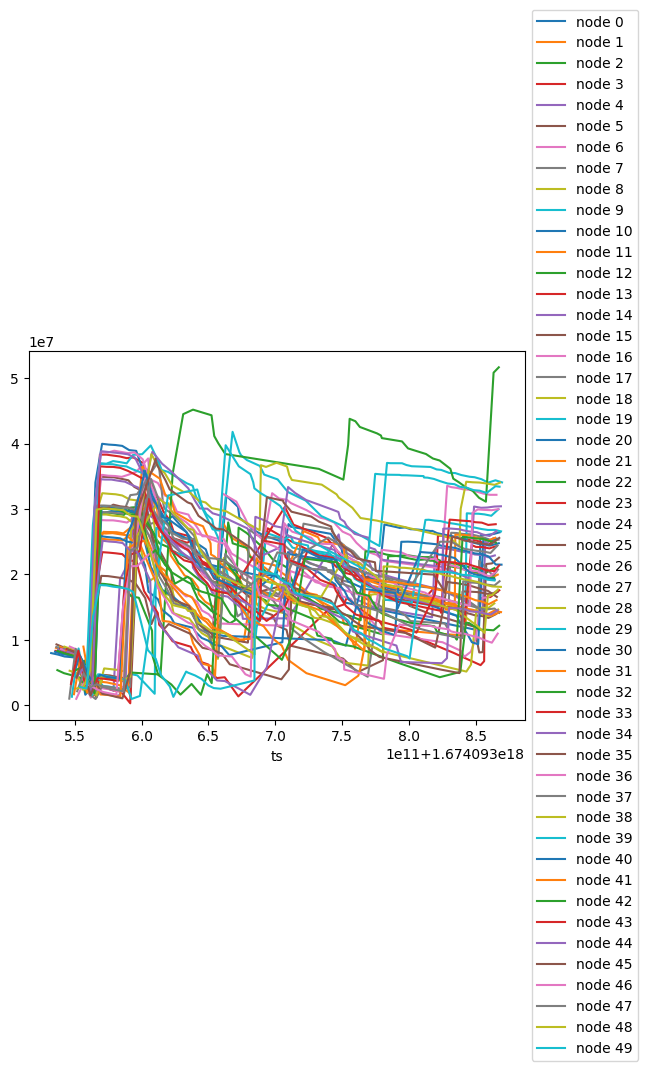 1e7
5
4
3
2
1
0
5.5 6.0 6.5 7.0 7.5 8.0 8.5
1e11+1.674093e18
ts
node 0
node 1
node 2
node 3
node 4
node 5
node 6
node 7
node 8
node 9
node 10
node 11
node 12
node 13
node 14
node 15
node 16
node 17
node 18
node 19
node 20
node 21
node 22
node 23
node 24
node 25
node 26
node 27
node 28
node 29
node 30
node 31
node 32
node 33
node 34
node 35
node 36
node 37
node 38
node 39
node 40
node 41
node 42
node 43
node 44
node 45
node 46
node 47
node 48
node 49